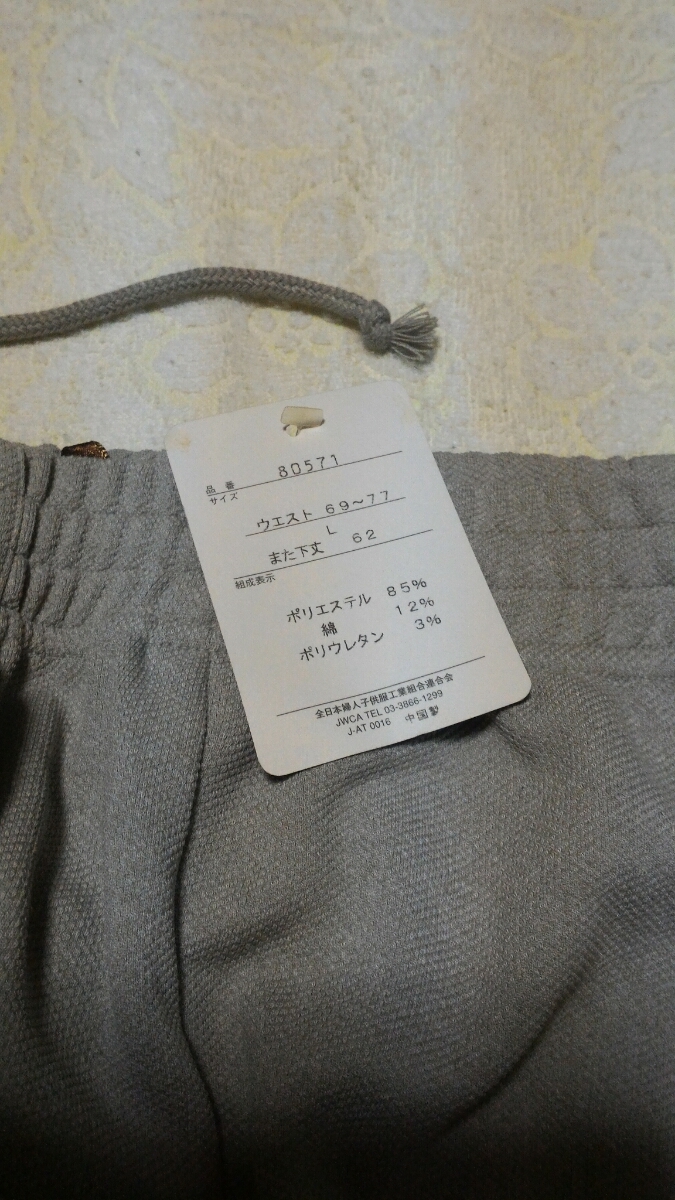 品番 80571
サイズ
ウエスト 69〜77
L
また下丈 62
組成表示
ポリエステル 85%
綿 12%
ポリウレタン 3%
全日本婦人子供服工業組合連合会
JWCA TEL 03-3866-1299
J-AT 0016 中国製